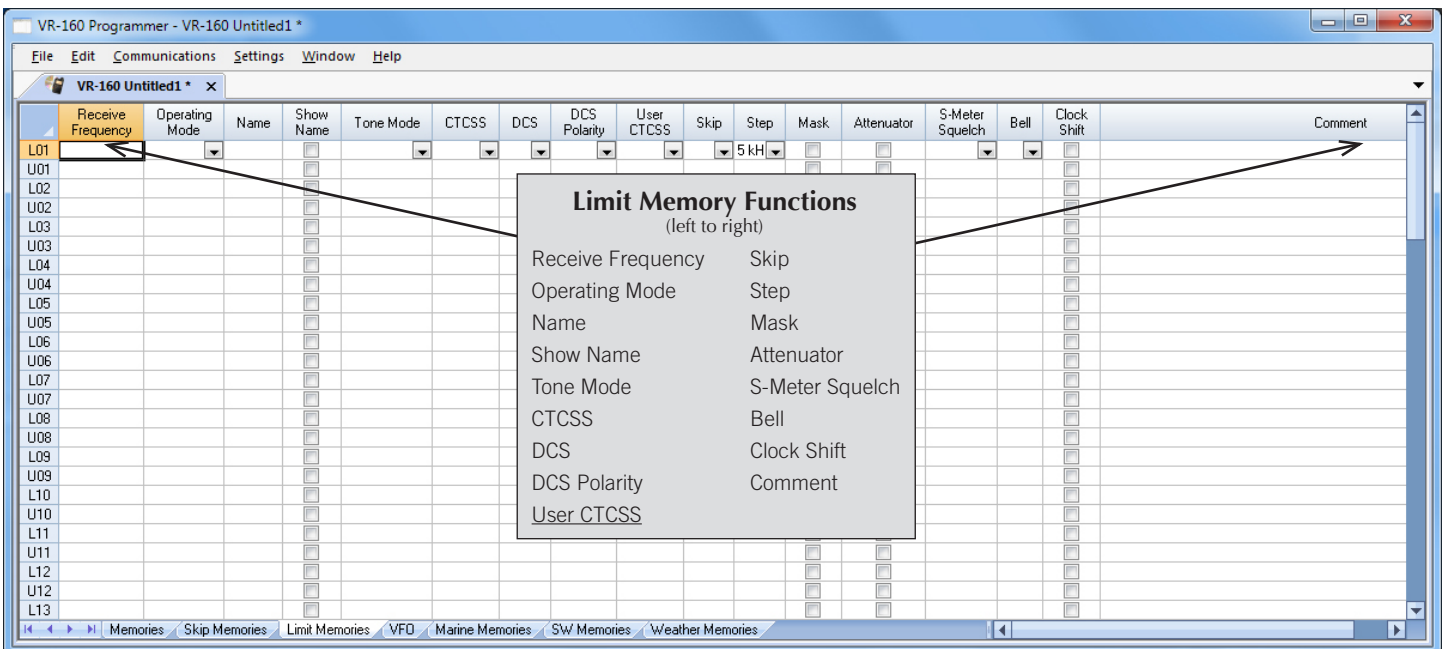 VR-160 Programmer - VR-160 Untitled1 *
File Edit Communications Settings Window Help
VR-160 Untitled1 * x
Receive Frequency Operating Mode Name Show Name Tone Mode CTCSS DCS DCS Polarity User CTCSS Skip Step Mask Attenuator S-Meter Squelch Bell Clock Shift Comment
L01 5 kH
U01
L02
U02
L03
U03
L04
U04
L05
U05
L06
U06
L07
U07
L08
U08
L09
U09
L10
U10
L11
U11
L12
U12
L13
Limit Memory Functions
(left to right)
Receive Frequency Skip
Operating Mode Step
Name Mask
Show Name Attenuator
Tone Mode S-Meter Squelch
CTCSS Bell
DCS Clock Shift
DCS Polarity Comment
User CTCSS
Memories Skip Memories Limit Memories VFO Marine Memories SW Memories Weather Memories